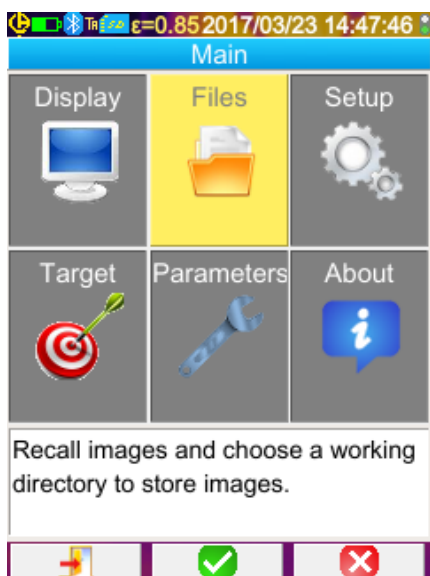 ε=0.85 2017/03/23 14:47:46
Main
Display Files Setup
Target Parameters About
Recall images and choose a working
directory to store images.